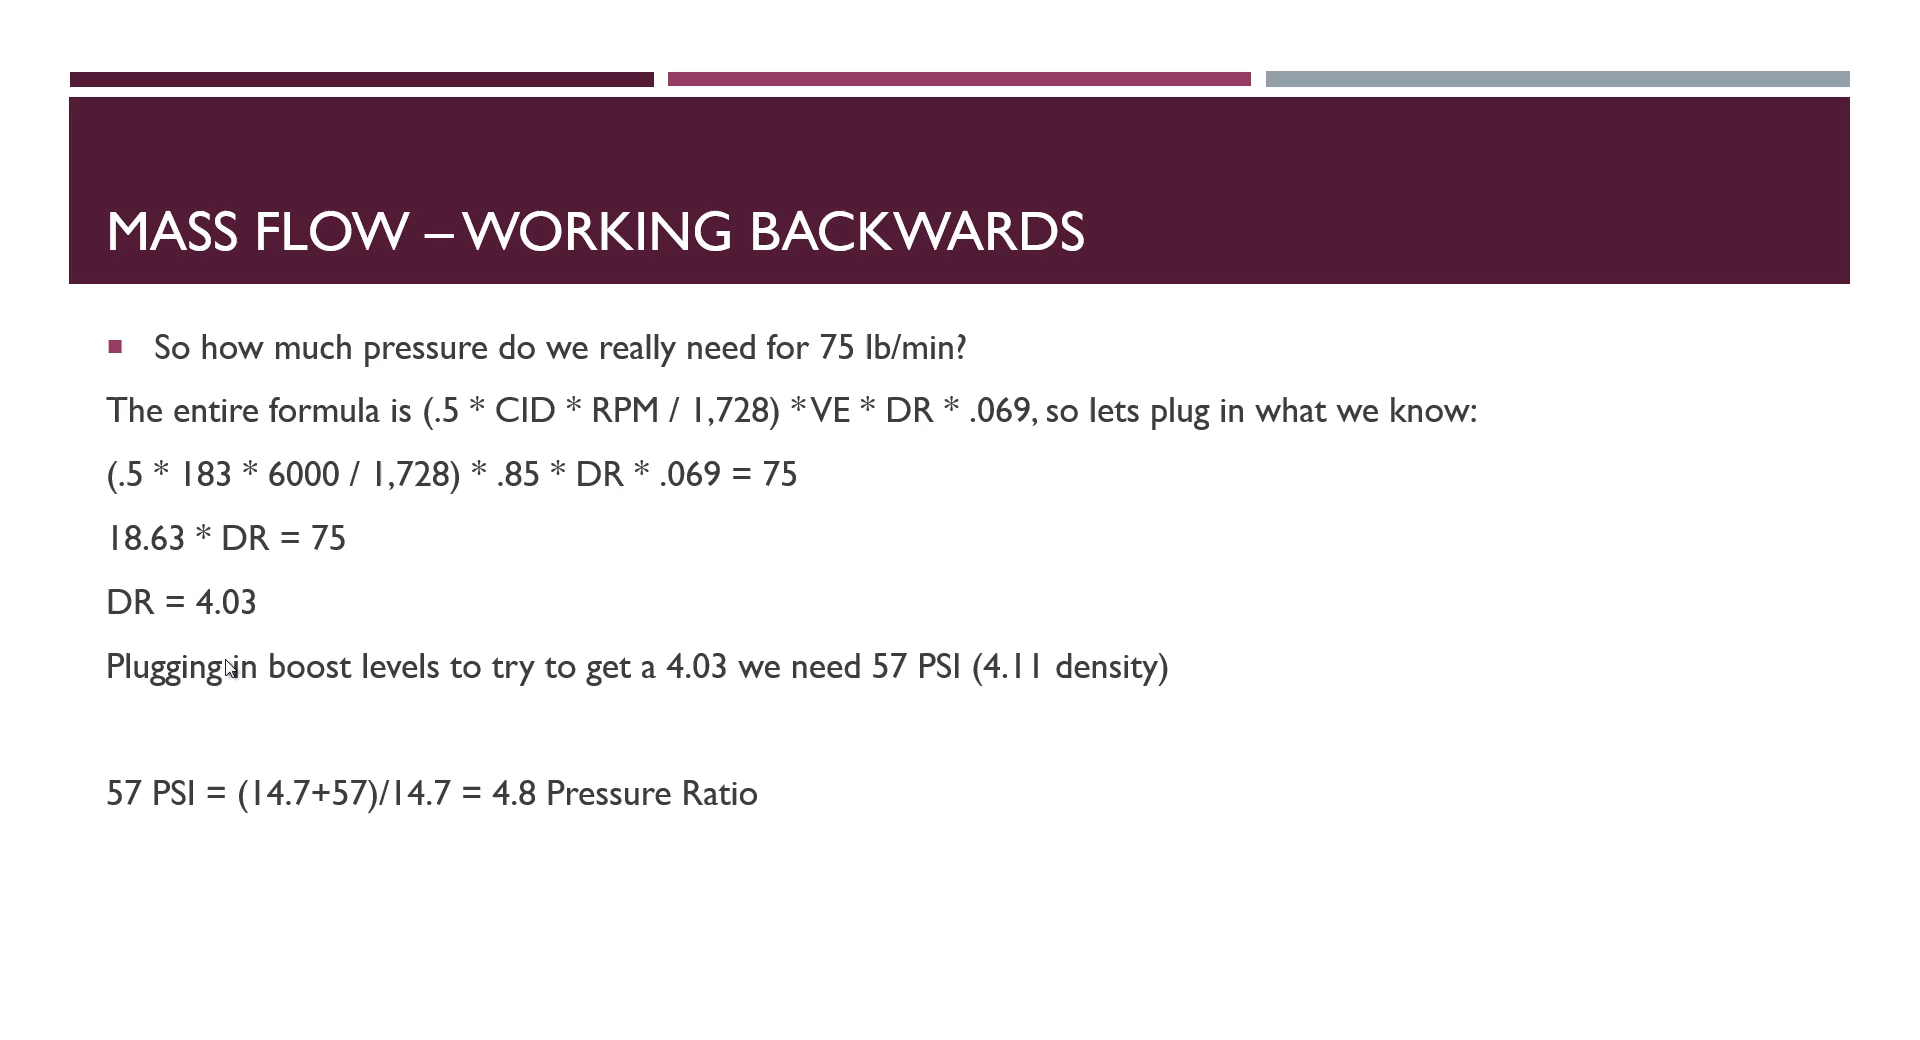 MASS FLOW – WORKING BACKWARDS
So how much pressure do we really need for 75 lb/min?
The entire formula is (.5 * CID * RPM / 1,728) * VE * DR * .069, so lets plug in what we know:
(.5 * 183 * 6000 / 1,728) * .85 * DR * .069 = 75
18.63 * DR = 75
DR = 4.03
Plugging in boost levels to try to get a 4.03 we need 57 PSI (4.11 density)
57 PSI = (14.7+57)/14.7 = 4.8 Pressure Ratio